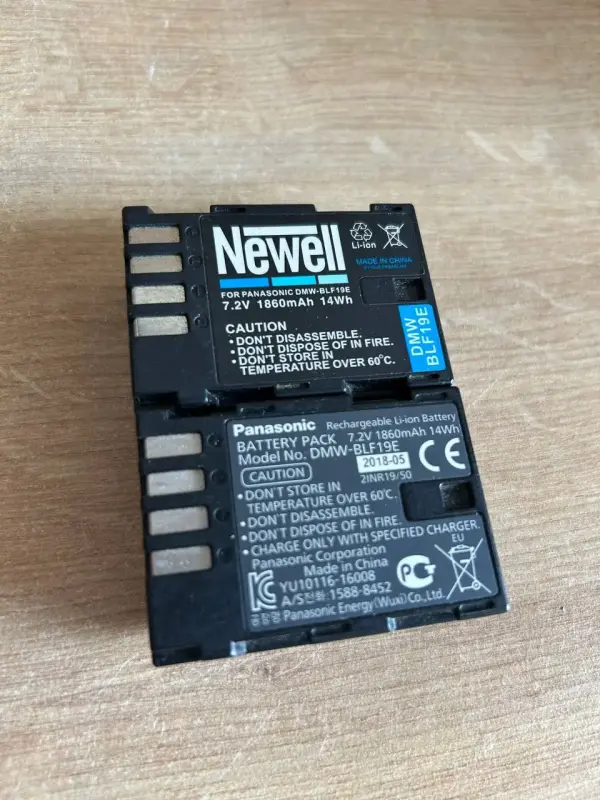 Newell
Li-ion
MADE IN CHINA
FOR PANASONIC DMW-BLF19E
7.2V 1860mAh 14Wh
CAUTION
• DON'T DISASSEMBLE.
• DON'T DISPOSE OF IN FIRE.
• DON'T STORE IN
TEMPERATURE OVER 60°C.
DMW
BLF19E
Panasonic Rechargeable Li-ion Battery
BATTERY PACK 7.2V 1860mAh 14Wh
Model No. DMW-BLF19E
2018-05
CE
CAUTION
2INR19/50
• DON'T STORE IN
TEMPERATURE OVER 60℃.
• DON'T DISASSEMBLE.
• DON'T DISPOSE OF IN FIRE.
• CHARGE ONLY WITH SPECIFIED CHARGER.
Panasonic Corporation
EU
Made in China
YU10116-16008
A/S전화: 1588-8452
Panasonic Energy (Wuxi) Co., Ltd.